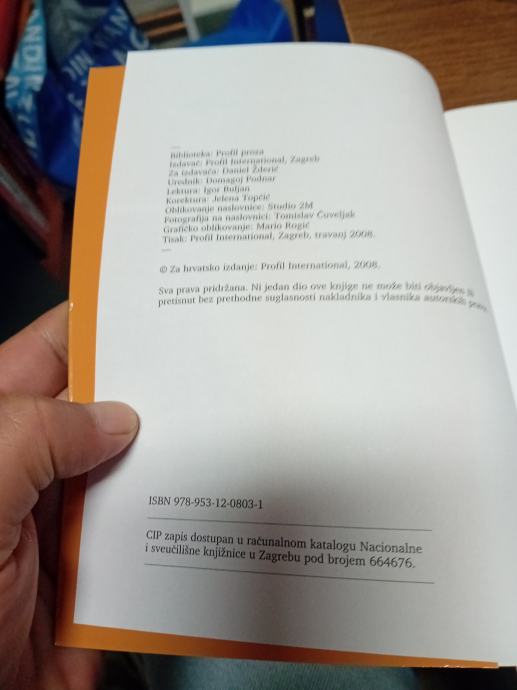 Biblioteka: Profil proza
Izdavač: Profil International, Zagreb
Za izdavača: Daniel Žderić
Urednik: Domagoj Podnar
Lektura: Igor Buljan
Korektura: Jelena Topčić
Oblikovanje naslovnice: Studio 2M
Fotografija na naslovnici: Tomislav Čuveljak
Grafičko oblikovanje: Mario Rogić
Tisak: Profil International, Zagreb, travanj 2008.
© Za hrvatsko izdanje: Profil International, 2008.
Sva prava pridržana. Ni jedan dio ove knjige ne može biti objavljen ili
pretisnut bez prethodne suglasnosti nakladnika i vlasnika autorskih prava.
ISBN 978-953-12-0803-1
CIP zapis dostupan u računalnom katalogu Nacionalne
i sveučilišne knjižnice u Zagrebu pod brojem 664676.